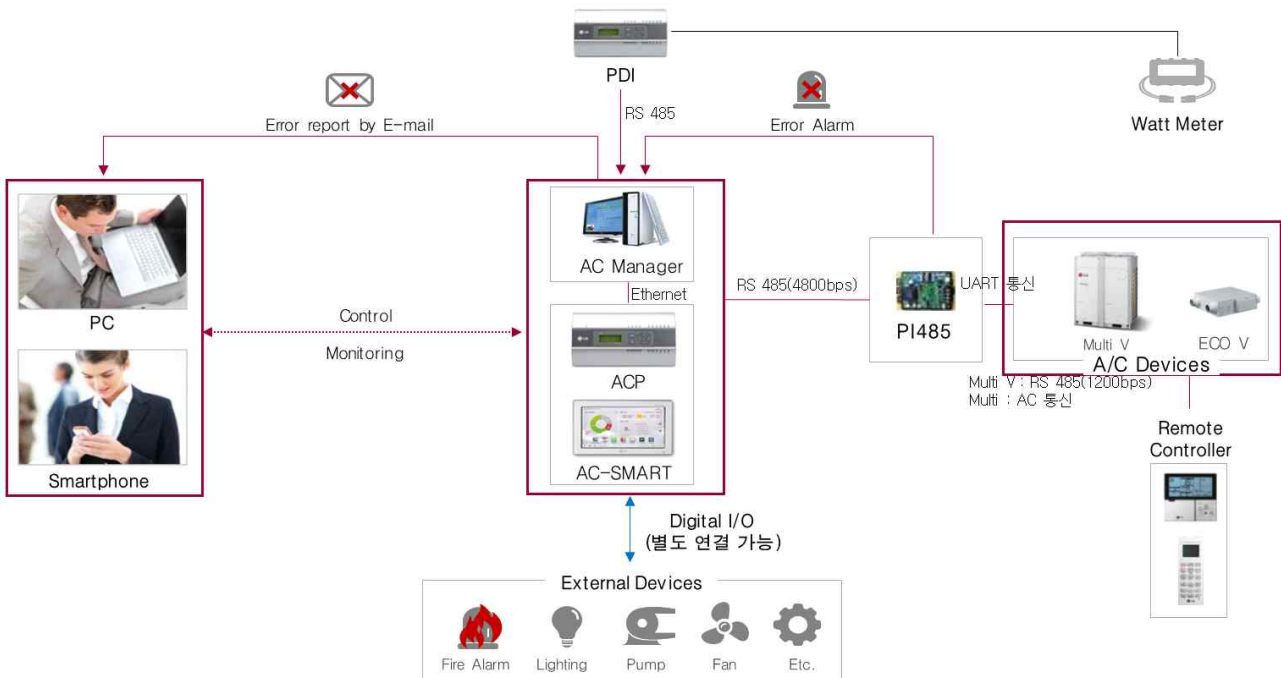 PDI
RS 485
Watt Meter
Error report by E-mail
Error Alarm
PC
Smartphone
Control
Monitoring
AC Manager
Ethernet
ACP
AC-SMART
RS 485(4800bps)
PI485
UART 통신
Multi V
ECO V
A/C Devices
Multi V : RS 485(1200bps)
Multi : AC 통신
Remote
Controller
Digital I/O
(별도 연결 가능)
External Devices
Fire Alarm
Lighting
Pump
Fan
Etc.